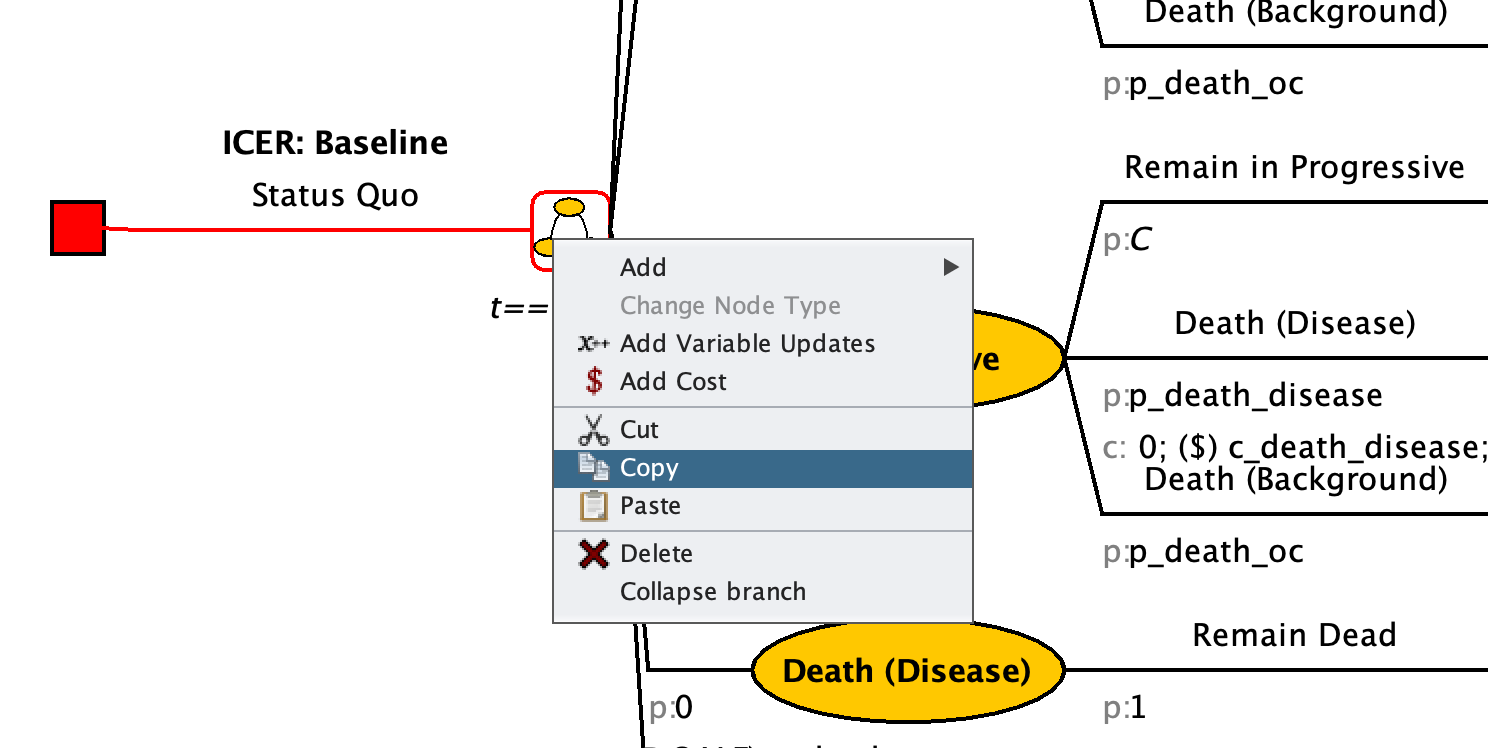 Death (Background)
p:p_death_oc
ICER: Baseline
Status Quo
Remain in Progressive
p:C
t==
Add
Change Node Type
x++ Add Variable Updates
$ Add Cost
Cut
Copy
Paste
Delete
Collapse branch
ve
Death (Disease)
p:p_death_disease
c: 0; ($) c_death_disease;
Death (Background)
p:p_death_oc
Death (Disease)
Remain Dead
p:0
p:1